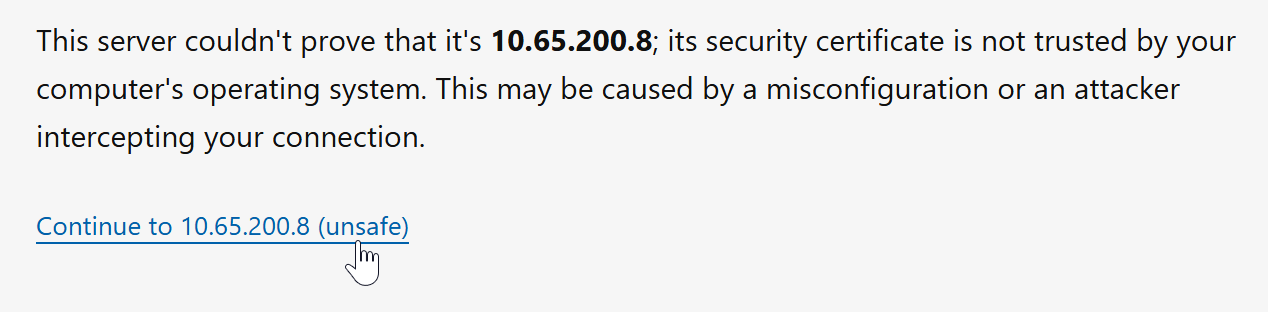 This server couldn't prove that it's 10.65.200.8; its security certificate is not trusted by your
computer's operating system. This may be caused by a misconfiguration or an attacker
intercepting your connection.
Continue to 10.65.200.8 (unsafe)